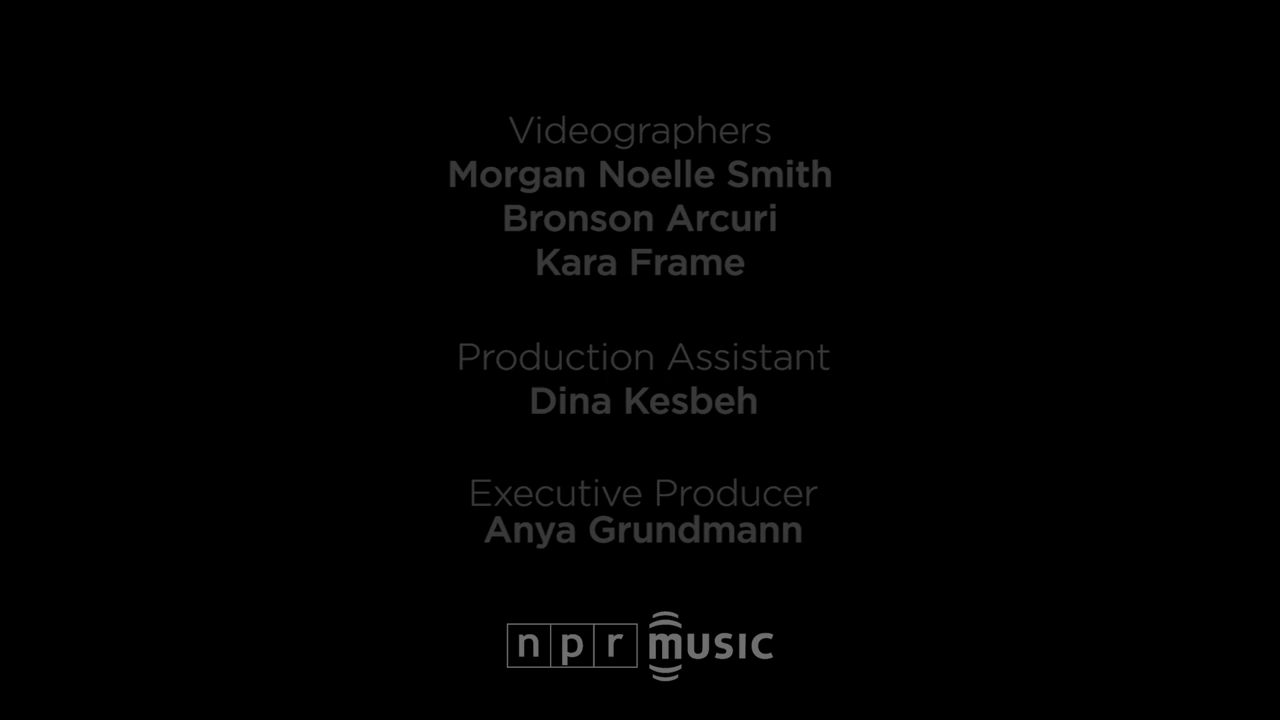 Videographers
Morgan Noelle Smith
Bronson Arcuri
Kara Frame
Production Assistant
Dina Kesbeh
Executive Producer
Anya Grundmann
npr music